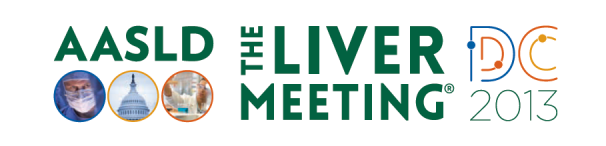 AASLD
THE LIVER
MEETING®
DC
2013